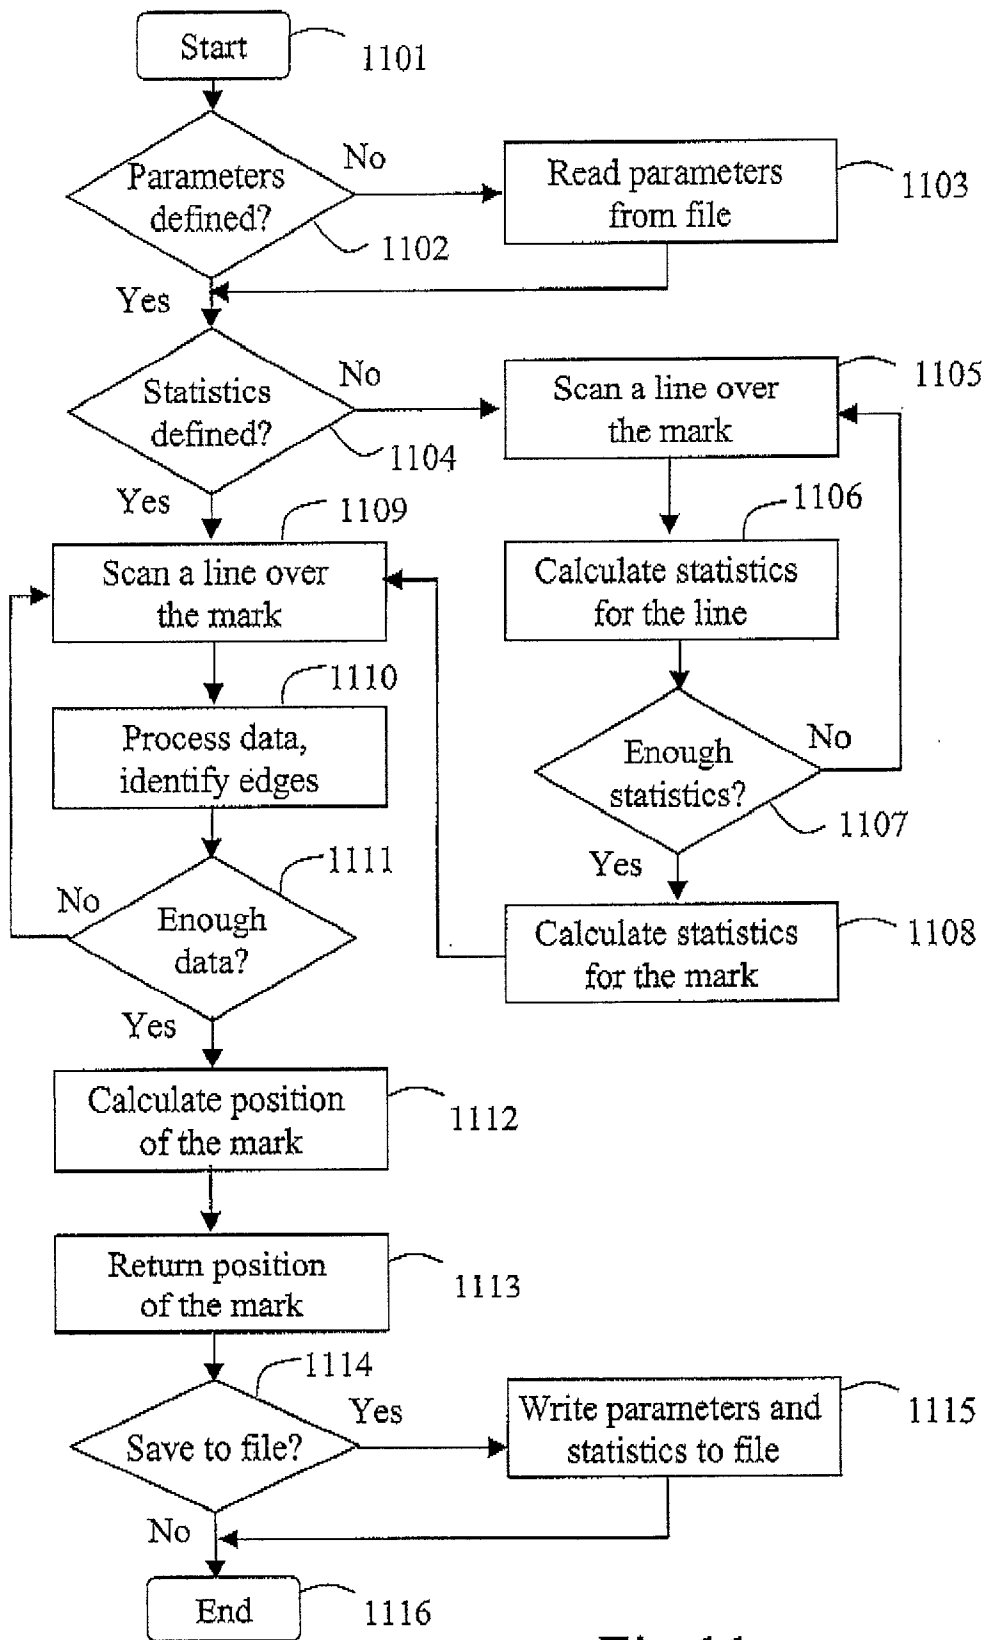 Start
1101
Parameters
defined?
No
1102
Read parameters
from file
1103
Yes
Statistics
defined?
No
1104
Scan a line over
the mark
1105
Yes
1109
Scan a line over
the mark
1106
Calculate statistics
for the line
1110
Process data,
identify edges
Enough
statistics?
No
1107
Yes
1111
Enough
data?
No
Calculate statistics
for the mark
1108
Yes
Calculate position
of the mark
1112
Return position
of the mark
1113
1114
Save to file?
Yes
Write parameters and
statistics to file
1115
No
End
1116